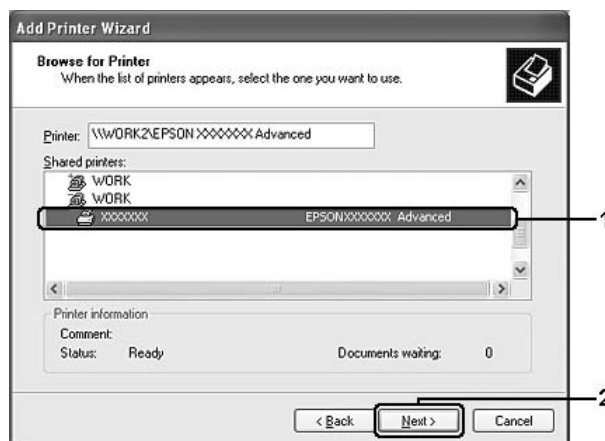 Add Printer Wizard
Browse for Printer
When the list of printers appears, select the one you want to use.
Printer: \\WORK2\EPSON XXXXXXX Advanced
Shared printers:
WORK
WORK
XXXXXXX EPSONXXXXXXX Advanced
1
Printer information
Comment:
Status: Ready Documents waiting: 0
2
< Back Next > Cancel